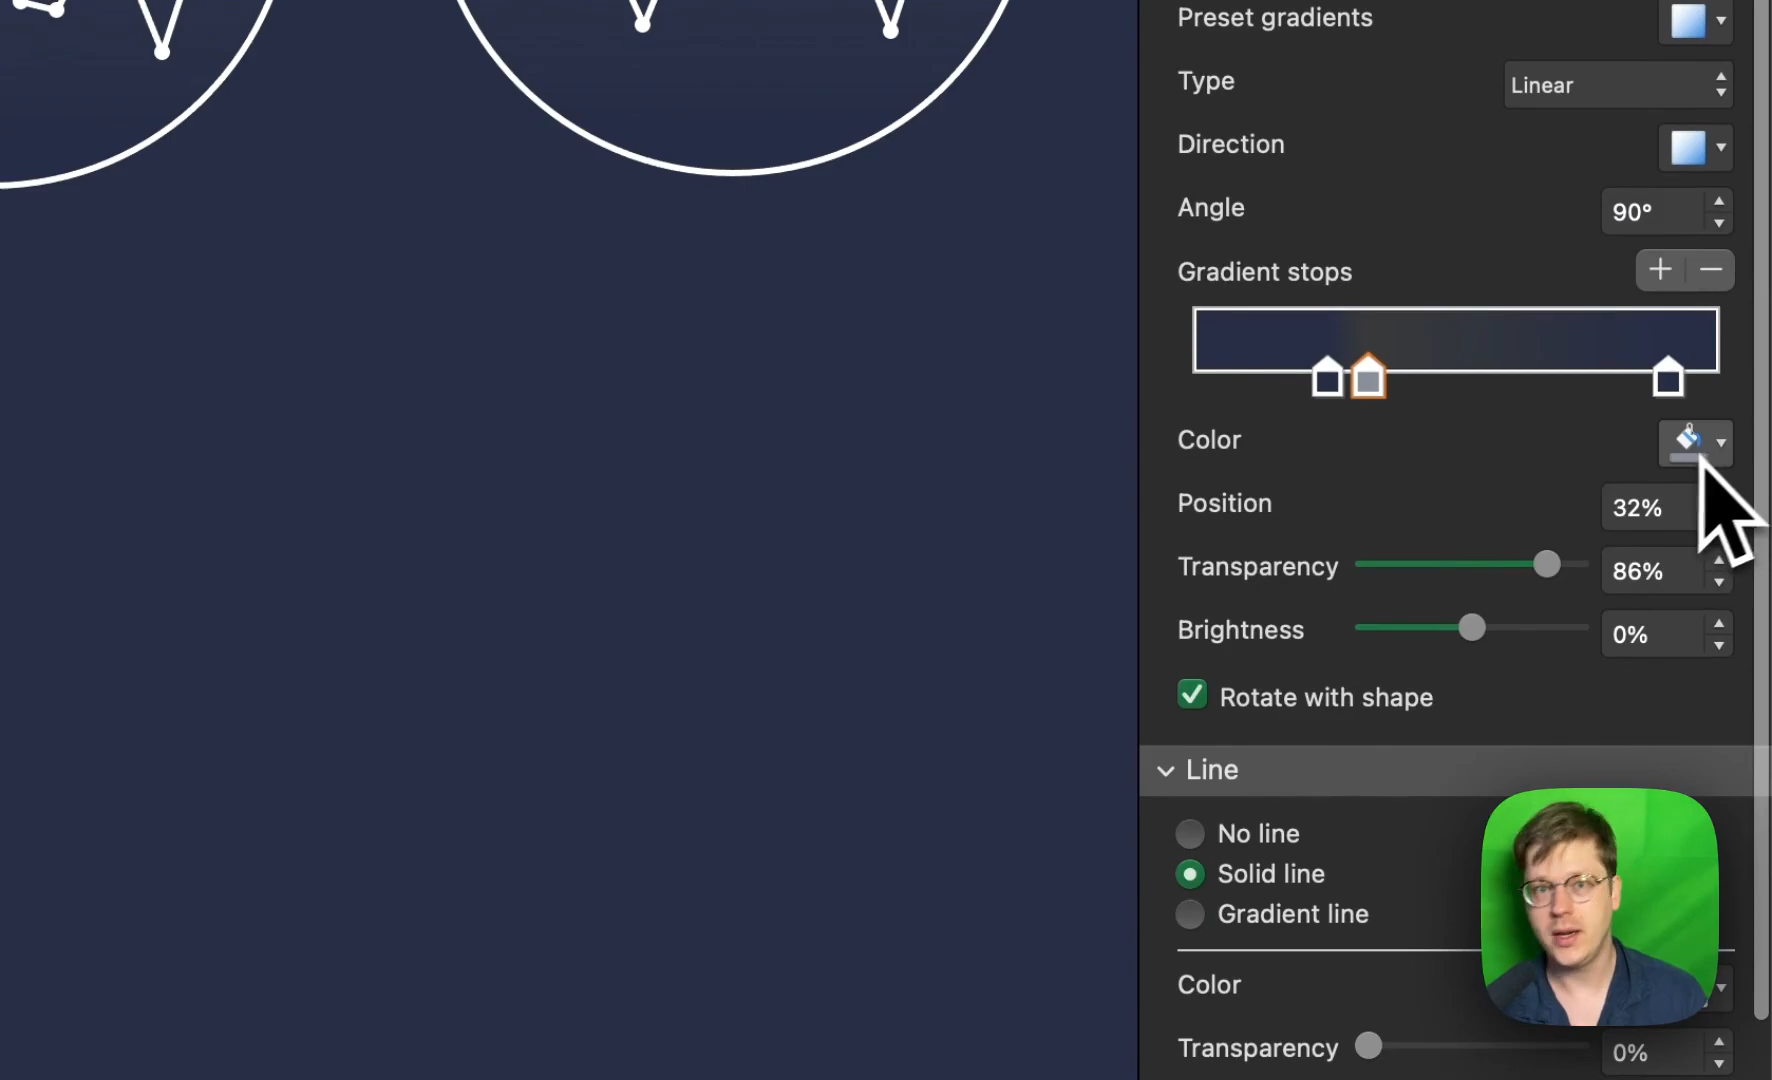 Preset gradients
Type
Linear
Direction
Angle
90°
Gradient stops
Color
Position
32%
Transparency
86%
Brightness
0%
Rotate with shape
Line
No line
Solid line
Gradient line
Color
Transparency
0%